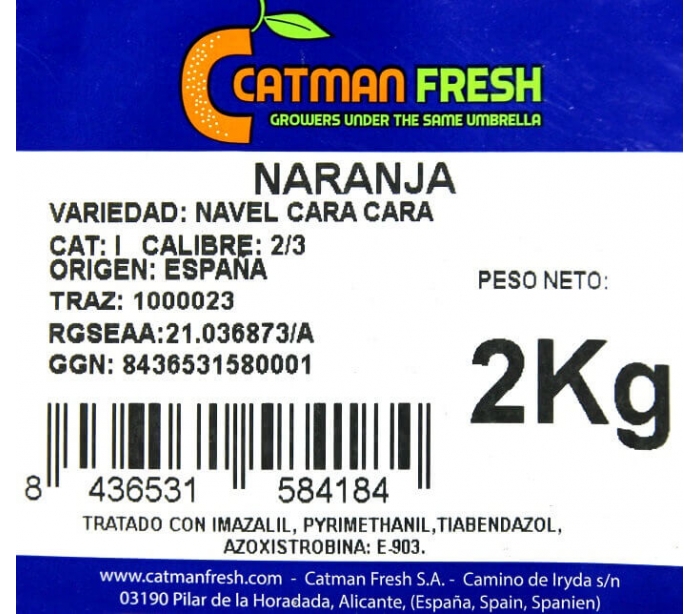 CATMAN FRESH
GROWERS UNDER THE SAME UMBRELLA
NARANJA
VARIEDAD: NAVEL CARA CARA
CAT: I CALIBRE: 2/3
ORIGEN: ESPAÑA
TRAZ: 1000023
RGSEAA:21.036873/A
GGN: 8436531580001
PESO NETO:
2Kg
8 436531 584184
TRATADO CON IMAZALIL, PYRIMETHANIL,TIABENDAZOL,
AZOXISTROBINA: E-903.
www.catmanfresh.com - Catman Fresh S.A. - Camino de Iryda s/n
03190 Pilar de la Horadada, Alicante, (España, Spain, Spanien)